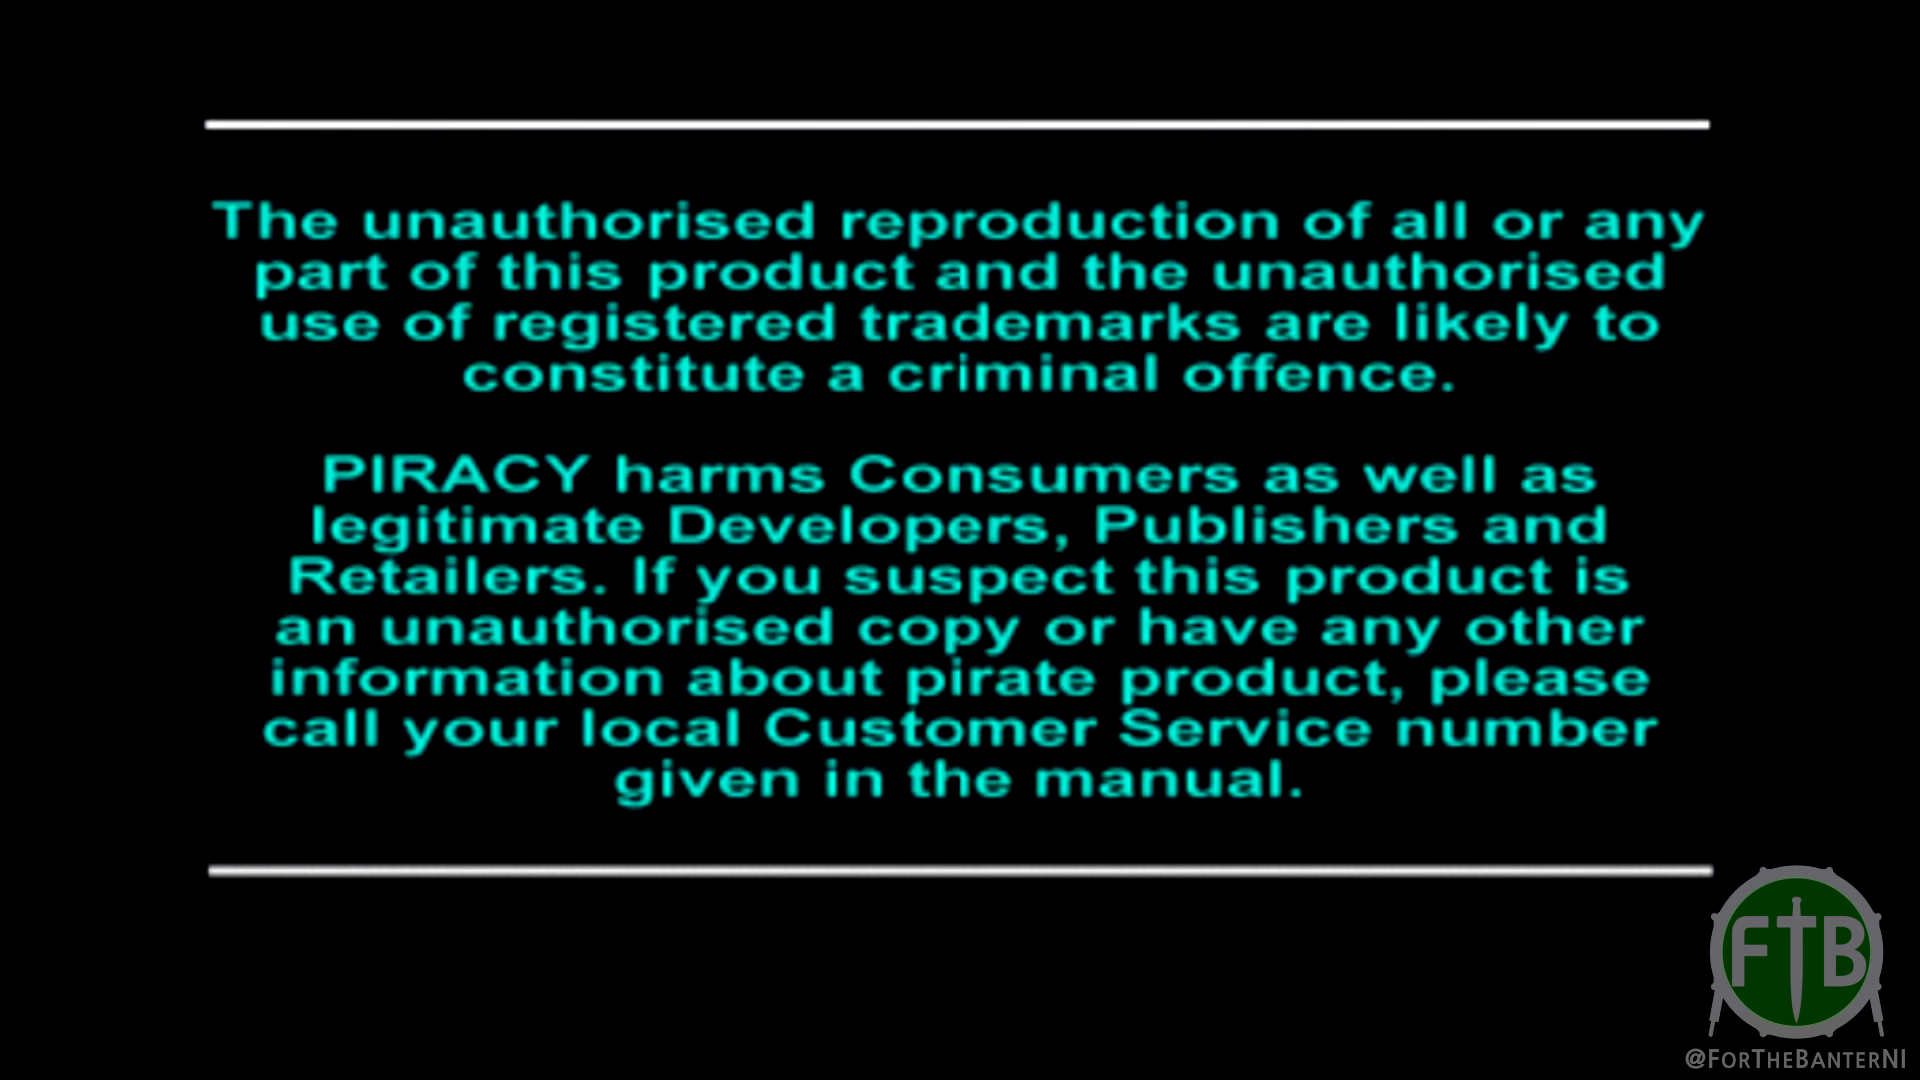 The unauthorised reproduction of all or any
part of this product and the unauthorised
use of registered trademarks are likely to
constitute a criminal offence.
PIRACY harms Consumers as well as
legitimate Developers, Publishers and
Retailers. If you suspect this product is
an unauthorised copy or have any other
information about pirate product, please
call your local Customer Service number
given in the manual.
FTB
@ForTheBanterNI